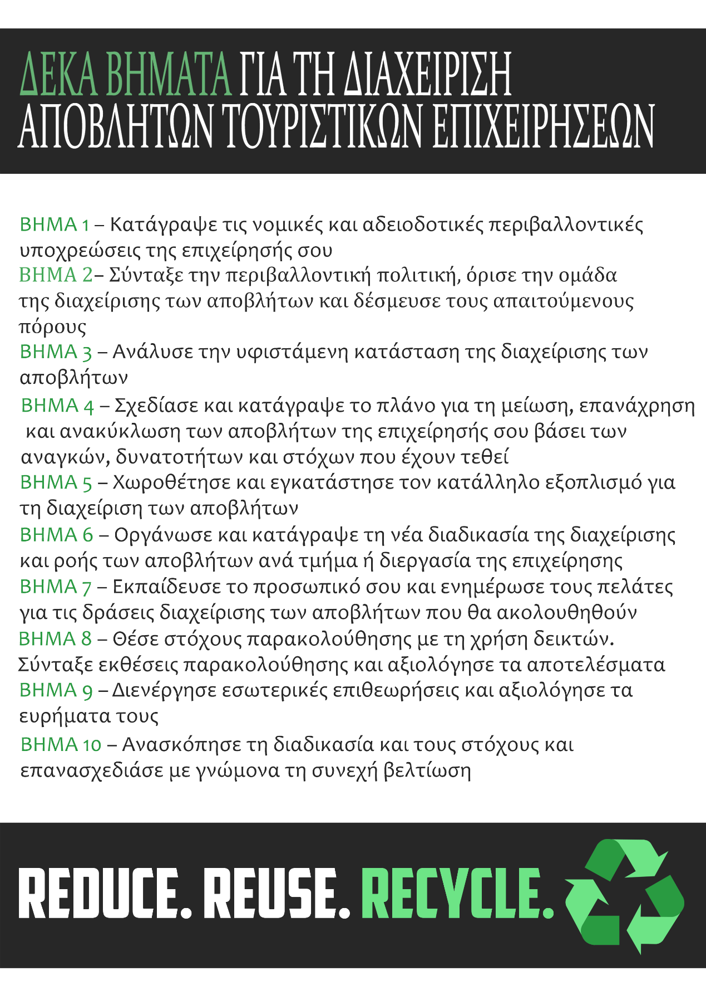 ΔΕΚΑ ΒΗΜΑΤΑ ΓΙΑ ΤΗ ΔΙΑΧΕΙΡΙΣΗ
ΑΠΟΒΛΗΤΩΝ ΤΟΥΡΙΣΤΙΚΩΝ ΕΠΙΧΕΙΡΗΣΕΩΝ
ΒΗΜΑ 1 – Κατάγραψε τις νομικές και αδειοδοτικές περιβαλλοντικές
υποχρεώσεις της επιχείρησής σου
ΒΗΜΑ 2– Σύνταξε την περιβαλλοντική πολιτική, όρισε την ομάδα
της διαχείρισης των αποβλήτων και δέσμευσε τους απαιτούμενους
πόρους
ΒΗΜΑ 3 – Ανάλυσε την υφιστάμενη κατάσταση της διαχείρισης των
αποβλήτων
ΒΗΜΑ 4 – Σχεδίασε και κατάγραψε το πλάνο για τη μείωση, επανάχρηση
και ανακύκλωση των αποβλήτων της επιχείρησής σου βάσει των
αναγκών, δυνατοτήτων και στόχων που έχουν τεθεί
ΒΗΜΑ 5 – Χωροθέτησε και εγκατάστησε τον κατάλληλο εξοπλισμό για
τη διαχείριση των αποβλήτων
ΒΗΜΑ 6 – Οργάνωσε και κατάγραψε τη νέα διαδικασία της διαχείρισης
και ροής των αποβλήτων ανά τμήμα ή διεργασία της επιχείρησης
ΒΗΜΑ 7 – Εκπαίδευσε το προσωπικό σου και ενημέρωσε τους πελάτες
για τις δράσεις διαχείρισης των αποβλήτων που θα ακολουθηθούν
ΒΗΜΑ 8 – Θέσε στόχους παρακολούθησης με τη χρήση δεικτών.
Σύνταξε εκθέσεις παρακολούθησης και αξιολόγησε τα αποτελέσματα
ΒΗΜΑ 9 – Διενέργησε εσωτερικές επιθεωρήσεις και αξιολόγησε τα
ευρήματα τους
ΒΗΜΑ 10 – Ανασκόπησε τη διαδικασία και τους στόχους και
επανασχεδιάσε με γνώμονα τη συνεχή βελτίωση
REDUCE. REUSE. RECYCLE.